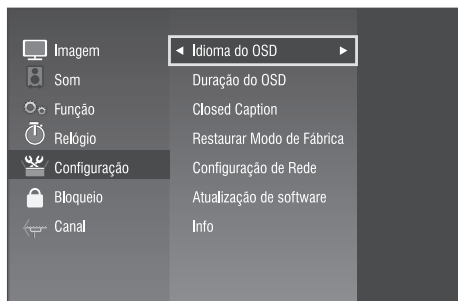 Imagem
Som
Função
Relógio
Configuração
Bloqueio
Canal
Idioma do OSD
Duração do OSD
Closed Caption
Restaurar Modo de Fábrica
Configuração de Rede
Atualização de software
Info